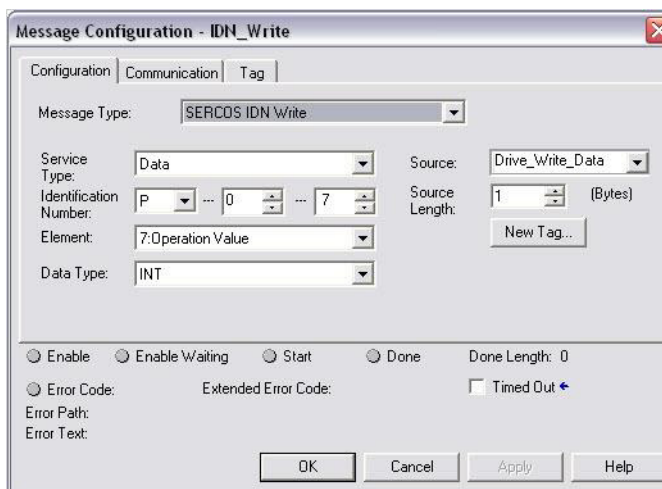 Message Configuration - IDN_Write
Configuration Communication Tag
Message Type: SERCOS IDN Write
Service Type: Data Source: Drive_Write_Data
Identification Number: P --- 0 --- 7 Source Length: 1 (Bytes)
Element: 7:Operation Value New Tag...
Data Type: INT
Enable Enable Waiting Start Done Done Length: 0
Error Code: Extended Error Code: Timed Out
Error Path:
Error Text:
OK Cancel Apply Help